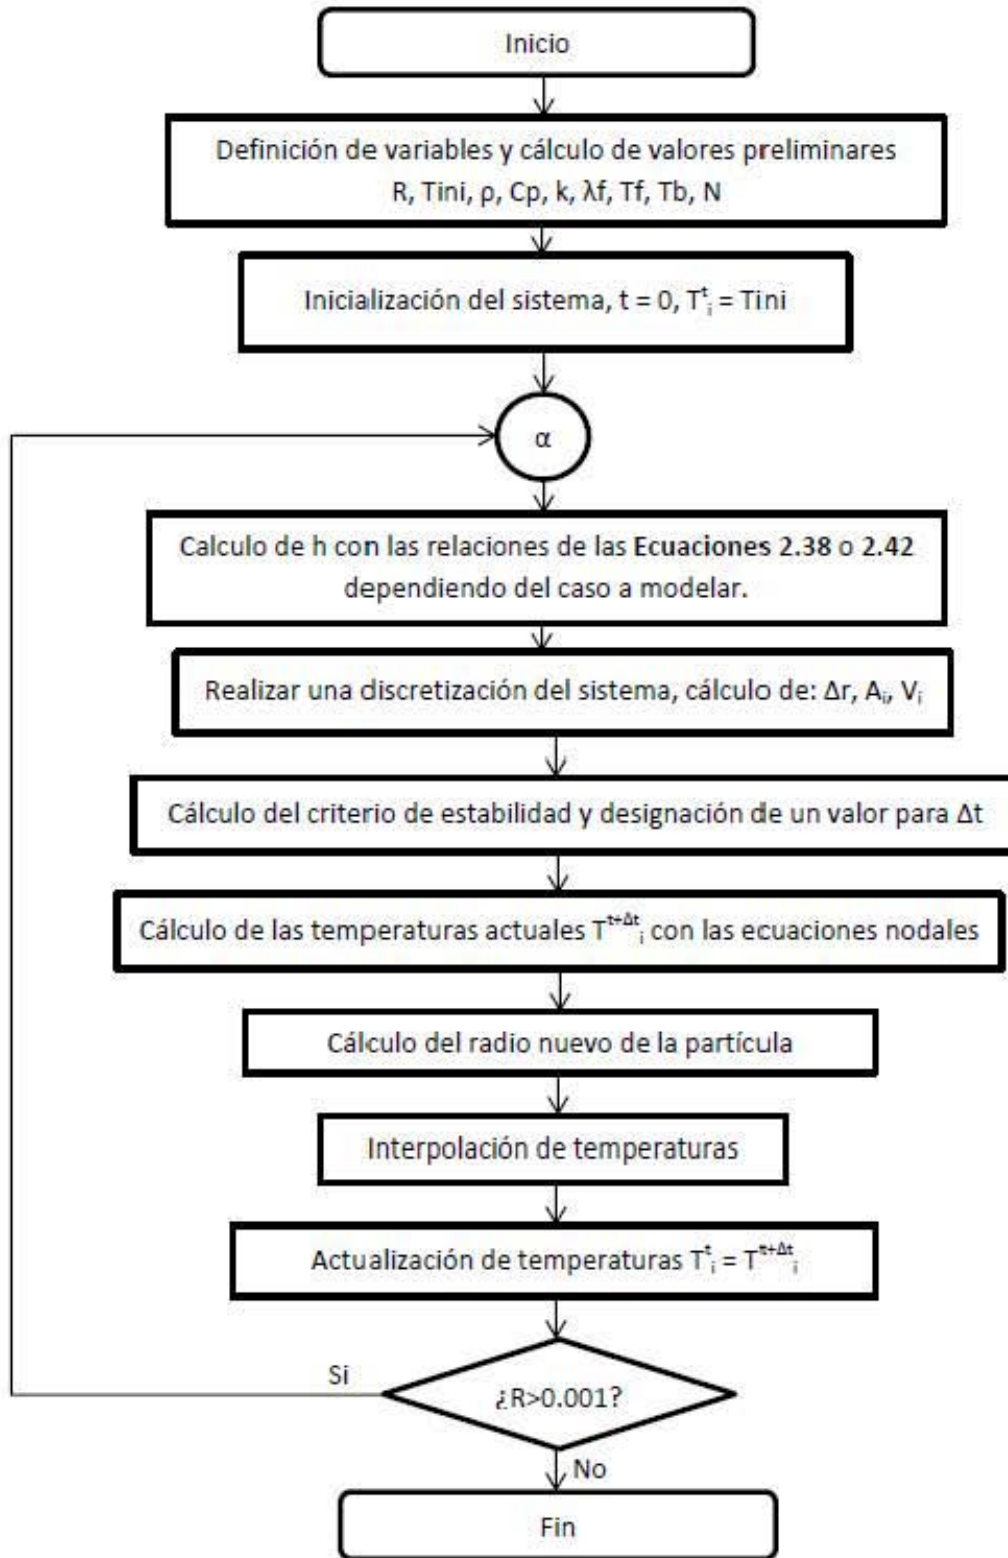 Inicio
Definición de variables y cálculo de valores preliminares
R, Tini, ρ, Cp, k, λf, Tf, Tb, N
Inicialización del sistema, t = 0, Tᵗᵢ = Tini
α
Calculo de h con las relaciones de las Ecuaciones 2.38 o 2.42
dependiendo del caso a modelar.
Realizar una discretización del sistema, cálculo de: Δr, Aᵢ, Vᵢ
Cálculo del criterio de estabilidad y designación de un valor para Δt
Cálculo de las temperaturas actuales Tᵗ⁺ᐃᵗᵢ con las ecuaciones nodales
Cálculo del radio nuevo de la partícula
Interpolación de temperaturas
Actualización de temperaturas Tᵗᵢ = Tᵗ⁺ᐃᵗᵢ
Si
¿R>0.001?
No
Fin